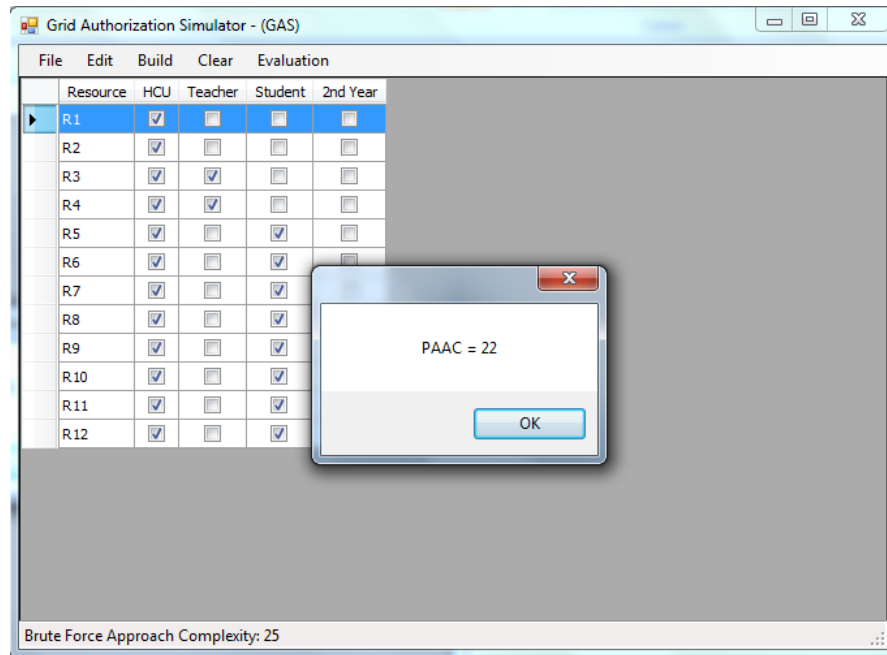 Grid Authorization Simulator - (GAS)
File Edit Build Clear Evaluation
Resource HCU Teacher Student 2nd Year
R1
R2
R3
R4
R5
R6
R7
R8
R9
R10
R11
R12
PAAC = 22
OK
Brute Force Approach Complexity: 25